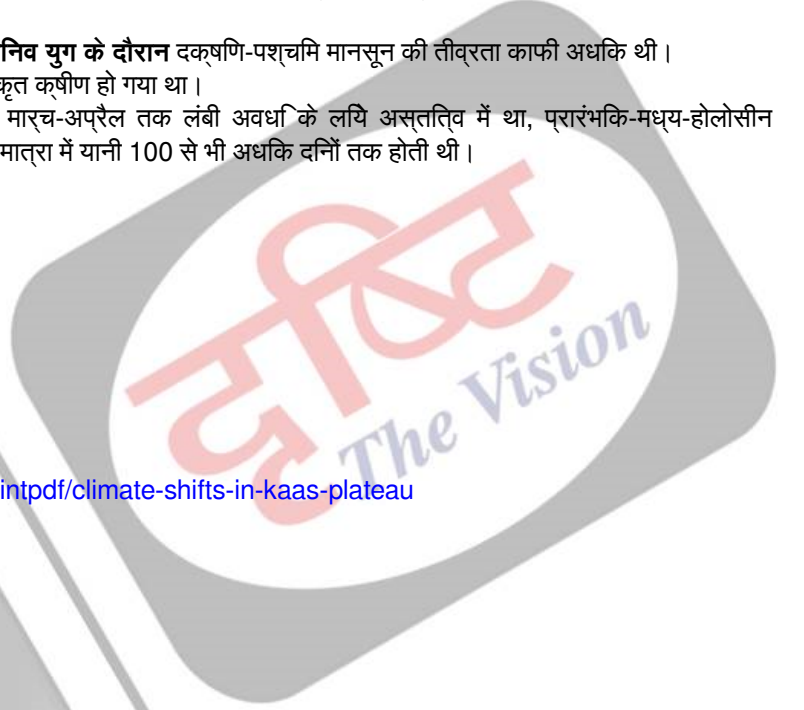 निव युग के दौरान दक्षिण-पश्चिम मानसून की तीव्रता काफी अधिक थी।
कृत क्षीण हो गया था।
मार्च-अप्रैल तक लंबी अवधि के लिये अस्तित्व में था, प्रारंभिक-मध्य-होलोसीन
मात्रा में यानी 100 से भी अधिक दिनों तक होती थी।
दृष्टि
The Vision
intpdf/climate-shifts-in-kaas-plateau